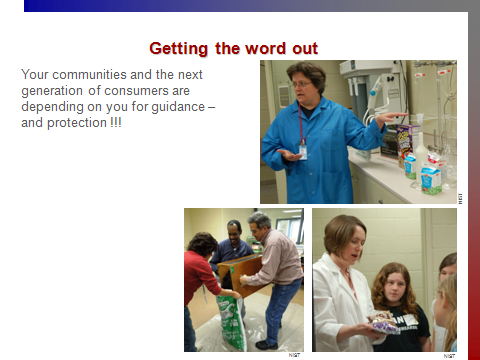 Getting the word out
Your communities and the next
generation of consumers are
depending on you for guidance –
and protection !!!
NIST
NIST
NIST